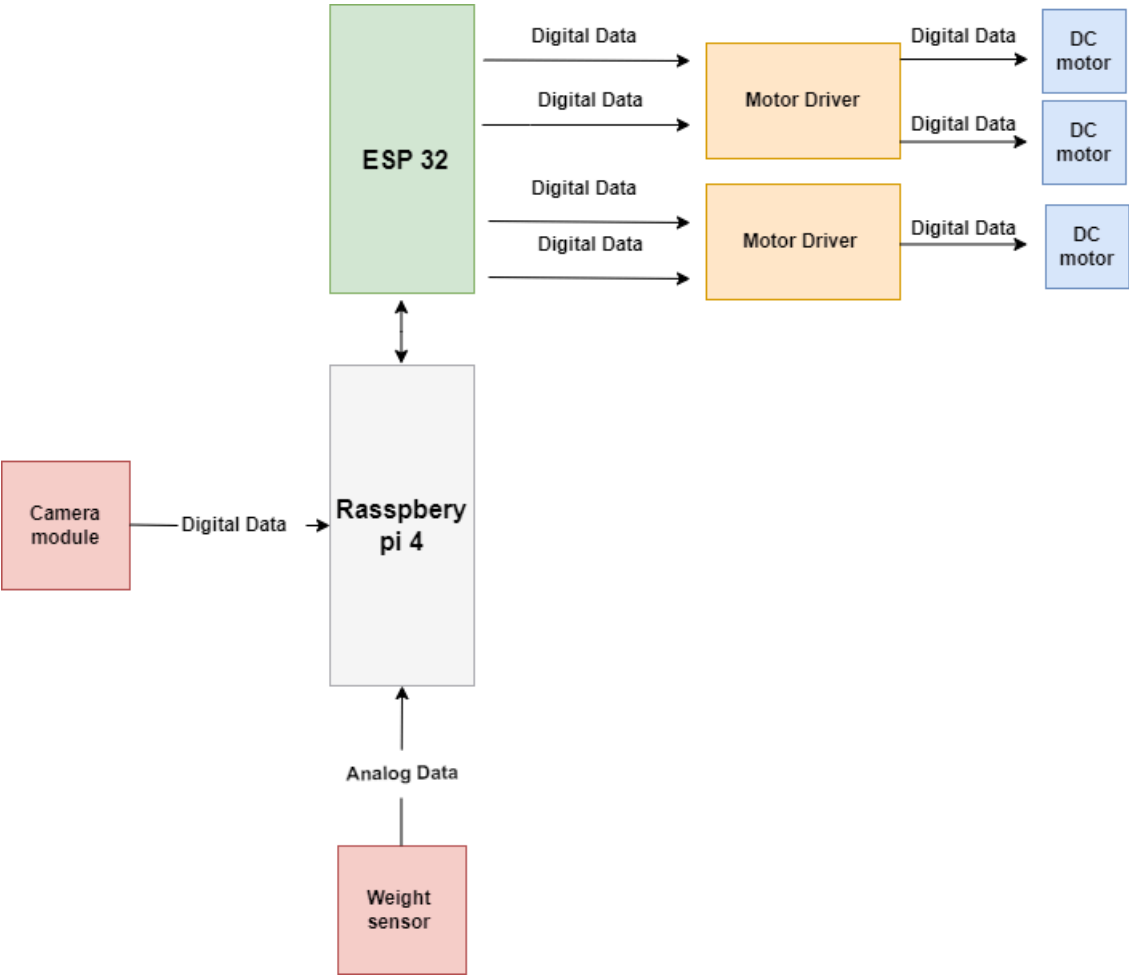 Digital Data
Digital Data
DC
motor
Motor Driver
Digital Data
Digital Data
DC
motor
ESP 32
Digital Data
Digital Data
Motor Driver
Digital Data
DC
motor
Camera
module
Digital Data
Rasspbery
pi 4
Analog Data
Weight
sensor